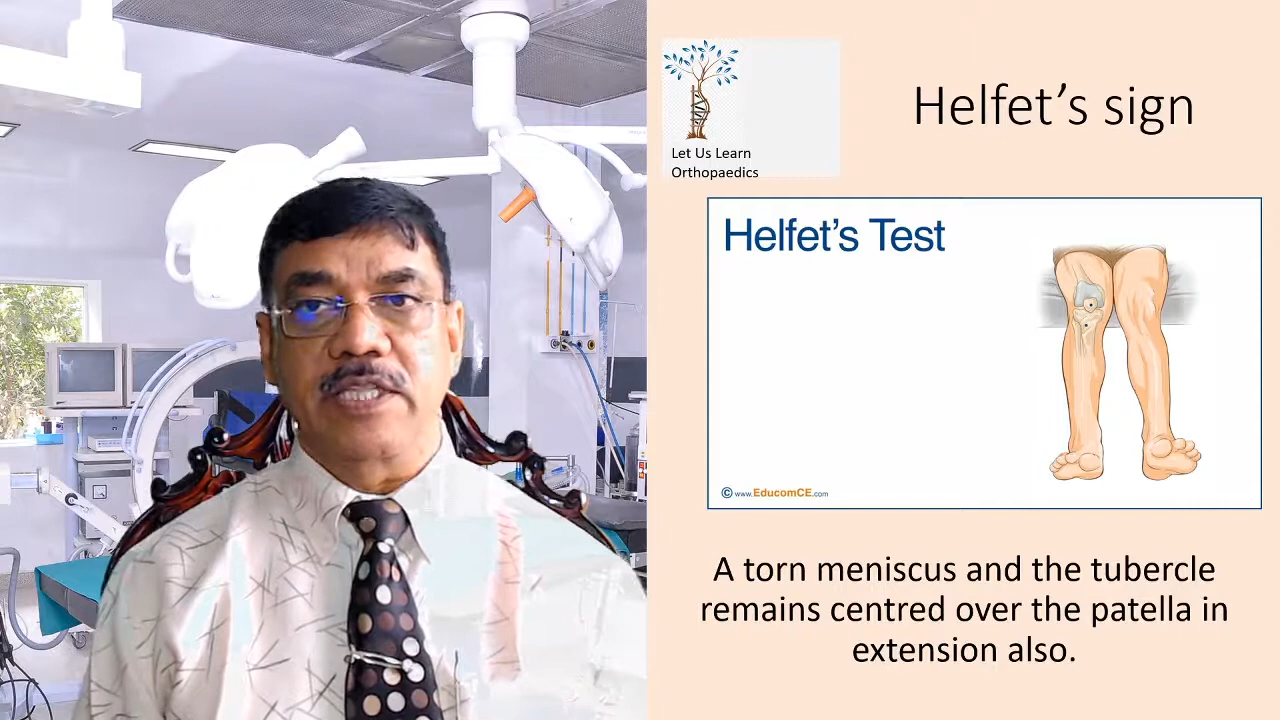 Let Us Learn
Orthopaedics
Helfet’s sign
Helfet’s Test
© www.EducomCE.com
A torn meniscus and the tubercle
remains centred over the patella in
extension also.